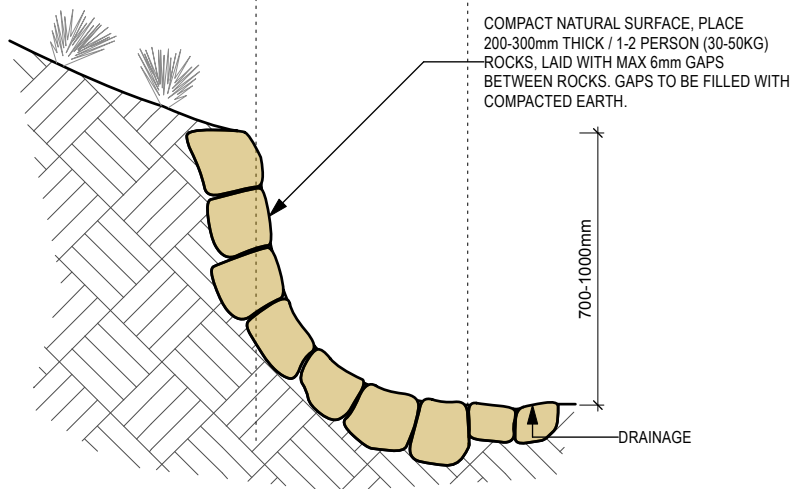 COMPACT NATURAL SURFACE, PLACE
200-300mm THICK / 1-2 PERSON (30-50KG)
ROCKS, LAID WITH MAX 6mm GAPS
BETWEEN ROCKS. GAPS TO BE FILLED WITH
COMPACTED EARTH.
700-1000mm
DRAINAGE